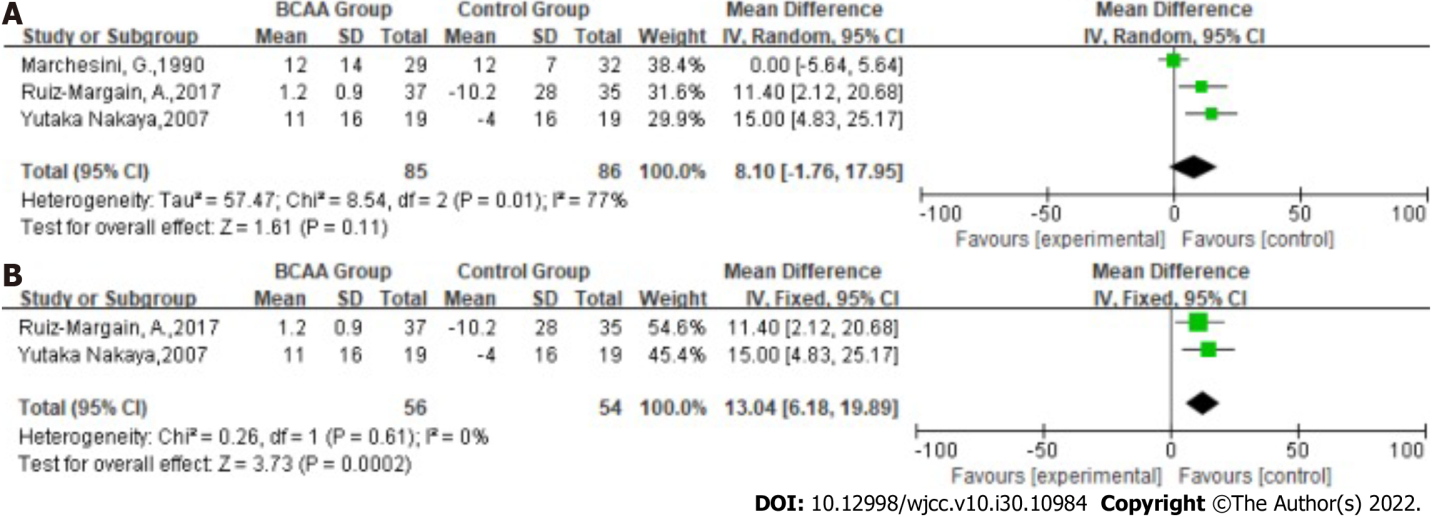 A
BCAA Group Control Group Mean Difference Mean Difference
Study or Subgroup Mean SD Total Mean SD Total Weight IV, Random, 95% CI IV, Random, 95% CI
Marchesini, G.,1990 12 14 29 12 7 32 38.4% 0.00 [-5.64, 5.64]
Ruiz-Margain, A.,2017 1.2 0.9 37 -10.2 28 35 31.6% 11.40 [2.12, 20.68]
Yutaka Nakaya,2007 11 16 19 -4 16 19 29.9% 15.00 [4.83, 25.17]
Total (95% CI) 85 86 100.0% 8.10 [-1.76, 17.95]
Heterogeneity: Tau² = 57.47; Chi² = 8.54, df = 2 (P = 0.01); I² = 77%
Test for overall effect: Z = 1.61 (P = 0.11)
-100 -50 0 50 100
Favours [experimental] Favours [control]
B
BCAA Group Control Group Mean Difference Mean Difference
Study or Subgroup Mean SD Total Mean SD Total Weight IV, Fixed, 95% CI IV, Fixed, 95% CI
Ruiz-Margain, A.,2017 1.2 0.9 37 -10.2 28 35 54.6% 11.40 [2.12, 20.68]
Yutaka Nakaya,2007 11 16 19 -4 16 19 45.4% 15.00 [4.83, 25.17]
Total (95% CI) 56 54 100.0% 13.04 [6.18, 19.89]
Heterogeneity: Chi² = 0.26, df = 1 (P = 0.61); I² = 0%
Test for overall effect: Z = 3.73 (P = 0.0002)
-100 -50 0 50 100
Favours [experimental] Favours [control]
DOI: 10.12998/wjcc.v10.i30.10984 Copyright ©The Author(s) 2022.